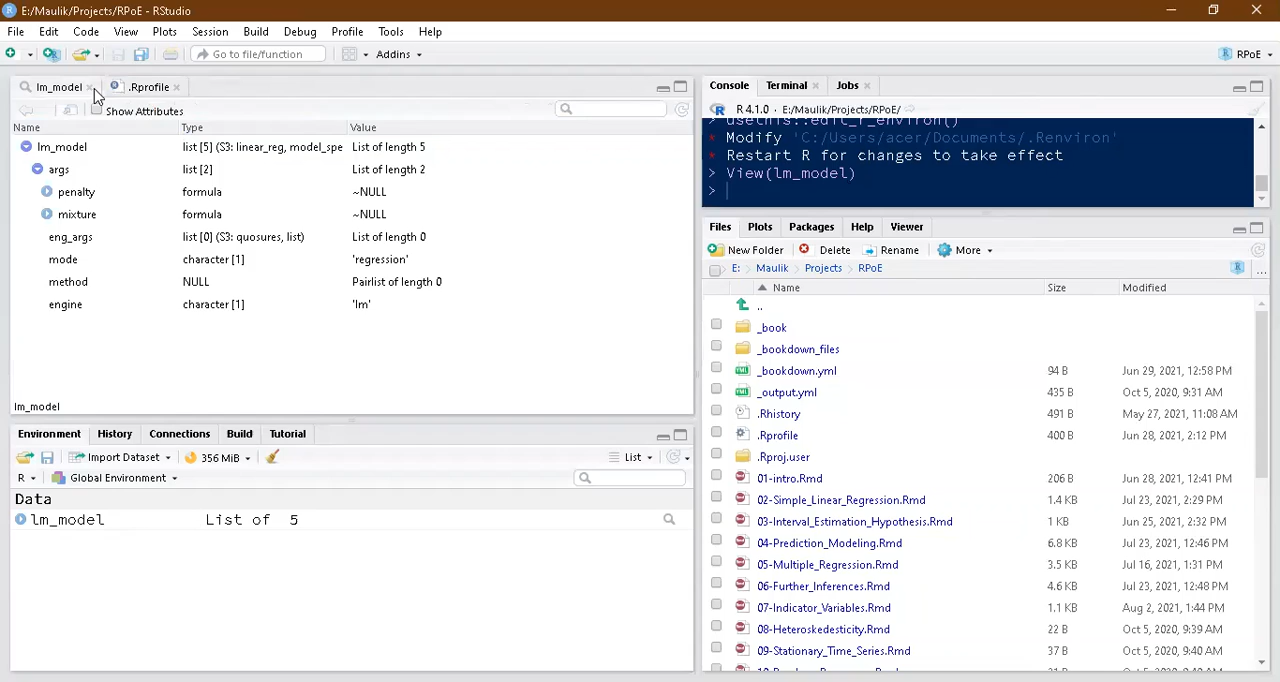 E:/Maulik/Projects/RPoE - RStudio
File Edit Code View Plots Session Build Debug Profile Tools Help
Go to file/function Addins RPoE
lm_model .Rprofile
Show Attributes
Name Type Value
lm_model list [5] (S3: linear_reg, model_spe List of length 5
args list [2] List of length 2
penalty formula ~NULL
mixture formula ~NULL
eng_args list [0] (S3: quosures, list) List of length 0
mode character [1] 'regression'
method NULL Pairlist of length 0
engine character [1] 'lm'
lm_model
Environment History Connections Build Tutorial
Import Dataset 356 MiB List
R Global Environment
Data
lm_model List of 5
Console Terminal Jobs
R 4.1.0 · E:/Maulik/Projects/RPoE/
> usethis::edit_r_environ()
* Modify 'C:/Users/acer/Documents/.Renviron'
* Restart R for changes to take effect
> View(lm_model)
>
Files Plots Packages Help Viewer
New Folder Delete Rename More
E: Maulik Projects RPoE
Name Size Modified
..
_book
_bookdown_files
_bookdown.yml 94 B Jun 29, 2021, 12:58 PM
_output.yml 435 B Oct 5, 2020, 9:31 AM
.Rhistory 491 B May 27, 2021, 11:08 AM
.Rprofile 400 B Jun 28, 2021, 2:12 PM
.Rproj.user
01-intro.Rmd 206 B Jun 28, 2021, 12:41 PM
02-Simple_Linear_Regression.Rmd 1.4 KB Jul 23, 2021, 2:29 PM
03-Interval_Estimation_Hypothesis.Rmd 1 KB Jun 25, 2021, 2:32 PM
04-Prediction_Modeling.Rmd 6.8 KB Jul 23, 2021, 12:46 PM
05-Multiple_Regression.Rmd 3.5 KB Jul 16, 2021, 1:31 PM
06-Further_Inferences.Rmd 4.6 KB Jul 23, 2021, 12:48 PM
07-Indicator_Variables.Rmd 1.1 KB Aug 2, 2021, 1:44 PM
08-Heteroskedesticity.Rmd 22 B Oct 5, 2020, 9:39 AM
09-Stationary_Time_Series.Rmd 37 B Oct 5, 2020, 9:40 AM